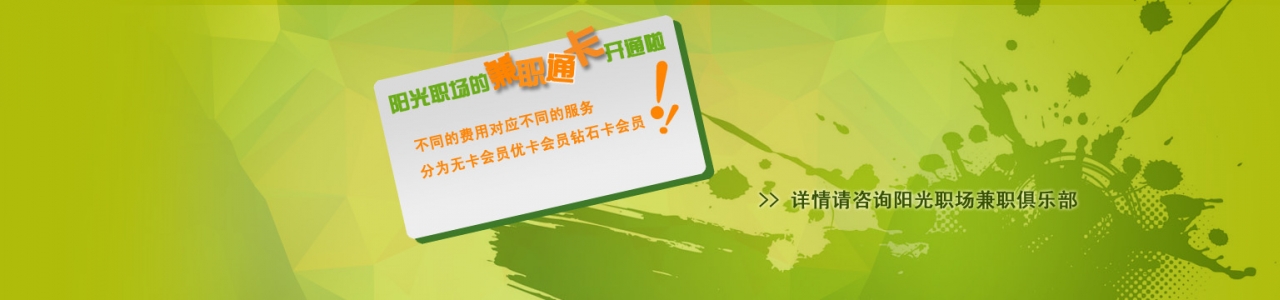 阳光职场的兼职通卡开通啦
!!
不同的费用对应不同的服务
分为无卡会员优卡会员钻石卡会员
>> 详情请咨询阳光职场兼职俱乐部